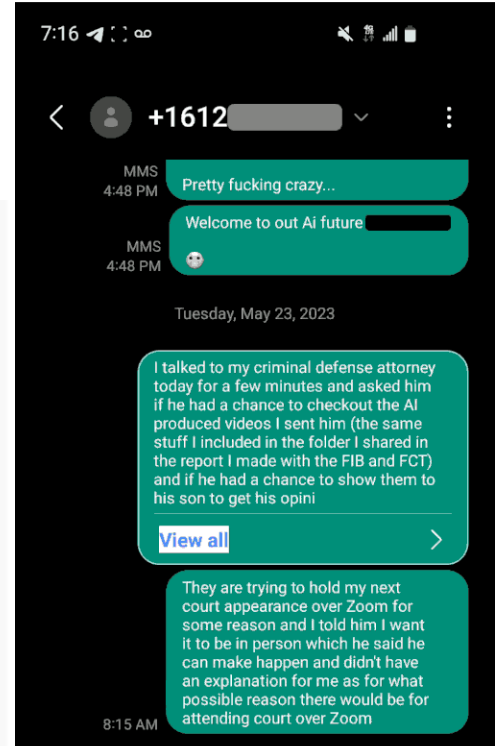 7:16
+1612
MMS
4:48 PM
Pretty fucking crazy...
Welcome to out Ai future
MMS
4:48 PM
Tuesday, May 23, 2023
I talked to my criminal defense attorney
today for a few minutes and asked him
if he had a chance to checkout the AI
produced videos I sent him (the same
stuff I included in the folder I shared in
the report I made with the FIB and FCT)
and if he had a chance to show them to
his son to get his opini
View all
They are trying to hold my next
court appearance over Zoom for
some reason and I told him I want
it to be in person which he said he
can make happen and didn't have
an explanation for me as for what
possible reason there would be for
attending court over Zoom
8:15 AM